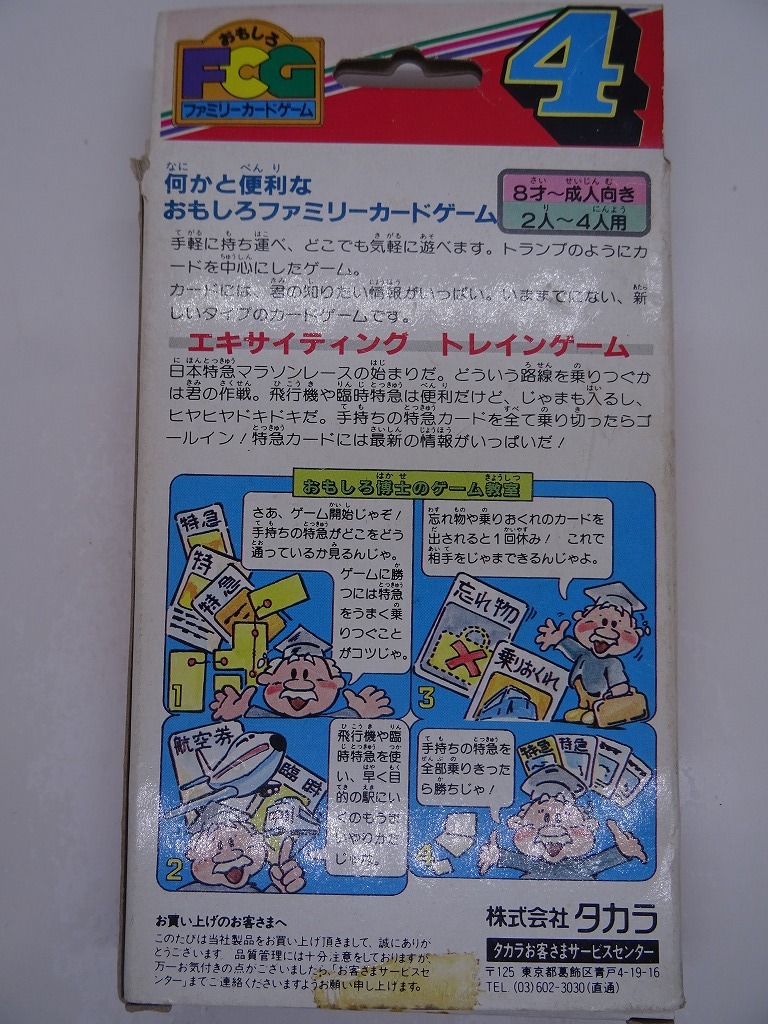 おもしろ
FCG
ファミリーカードゲーム
4
何かと便利な
おもしろファミリーカードゲーム
8才〜成人向き
2人〜4人用
手軽に持ち運べ、どこでも気軽に遊べます。トランプのようにカ
ードを中心にしたゲーム。
カードには、君の知りたい情報がいっぱい。いままでにない、新
しいタイプのカードゲームです。
エキサイティング トレインゲーム
日本特急マラソンレースの始まりだ。どういう路線を乗りつぐか
は君の作戦。飛行機や臨時特急は便利だけど、じゃまも入るし、
ヒヤヒヤドキドキだ。手持ちの特急カードを全て乗り切ったらゴ
ールイン!特急カードには最新の情報がいっぱいだ!
おもしろ博士のゲーム教室
さあ、ゲーム開始じゃぞ!
手持ちの特急がどこをどう
通っているか見るんじゃ。
ゲームに勝
つには特急
をうまく乗
りつぐこと
がコツじゃ。
特急
特
特急
1
飛行機や臨
時特急を使
い、早く目
的の駅にい
くのもうま
いやりかた
じゃな。
航空券
臨時
2
忘れ物や乗りおくれのカードを
出されると1回休み! これで
相手をじゃまできるんじゃよ。
忘れ物
乗りおくれ
3
手持ちの特急を
全部乗りきった
ら勝ちじゃ!
特急
特急
4
お買い上げのお客さまへ
このたびは当社製品をお買い上げ頂きまして、誠にありか
とうございます 品質管理には十分注意をしておりますが、
万一お気付きの点がございましたら、「お客さまサービスセ
ンター」までご連絡くださいますようお願い申し上げます。
株式会社 タカラ
タカラお客さまサービスセンター
〒125 東京都葛飾区青戸4-19-16
TEL. (03)602-3030(直通)